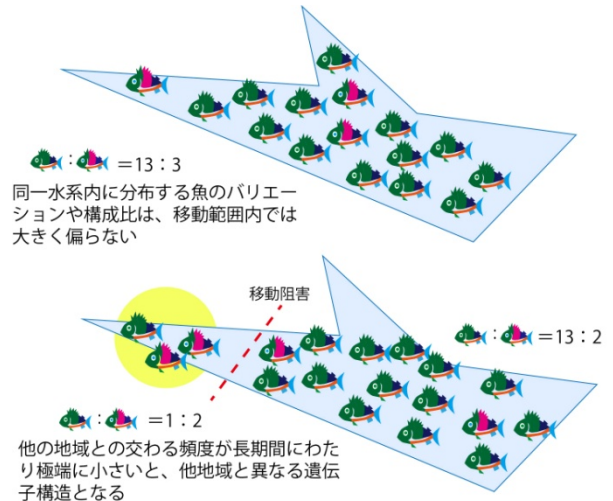 ：＝13：3
同一水系内に分布する魚のバリエー
ションや構成比は、移動範囲内では
大きく偏らない
移動阻害
：＝13：2
：＝1：2
他の地域との交わる頻度が長期間にわた
り極端に小さいと、他地域と異なる遺伝
子構造となる